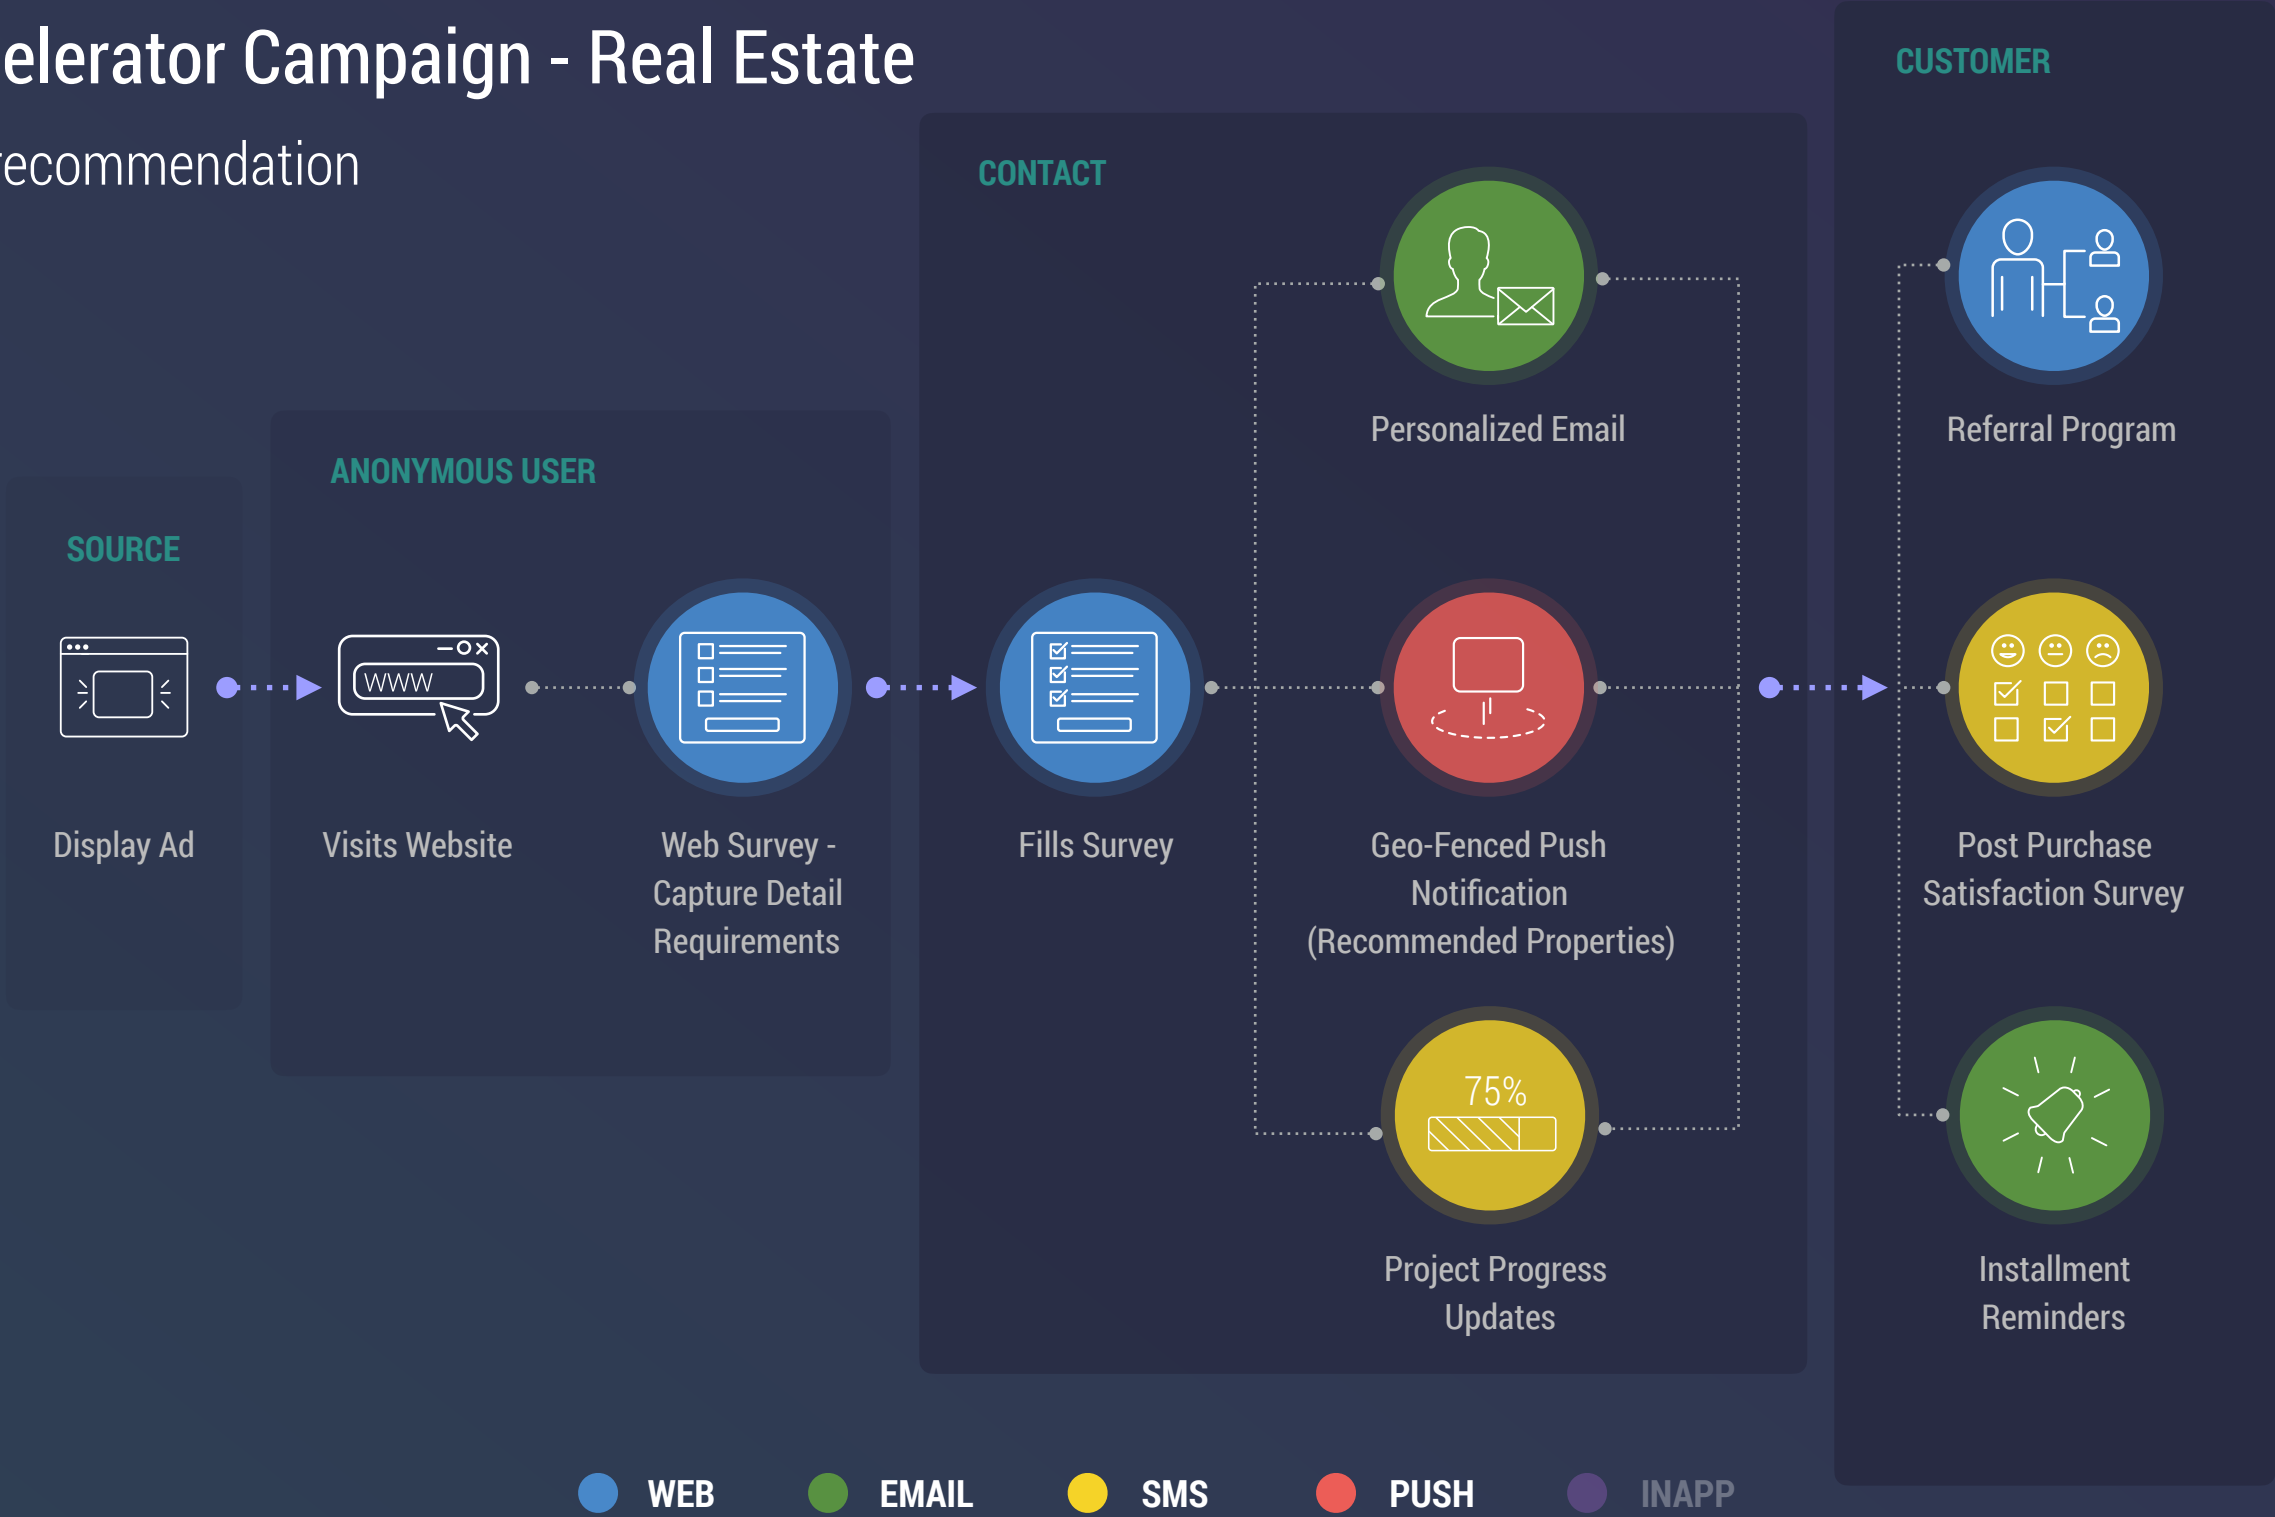 elerator Campaign - Real Estate
ecommendation
SOURCE
Display Ad
ANONYMOUS USER
WWW
Visits Website
Web Survey -
Capture Detail
Requirements
CONTACT
Fills Survey
Personalized Email
Geo-Fenced Push
Notification
(Recommended Properties)
75%
Project Progress
Updates
CUSTOMER
Referral Program
Post Purchase
Satisfaction Survey
Installment
Reminders
WEB
EMAIL
SMS
PUSH
INAPP